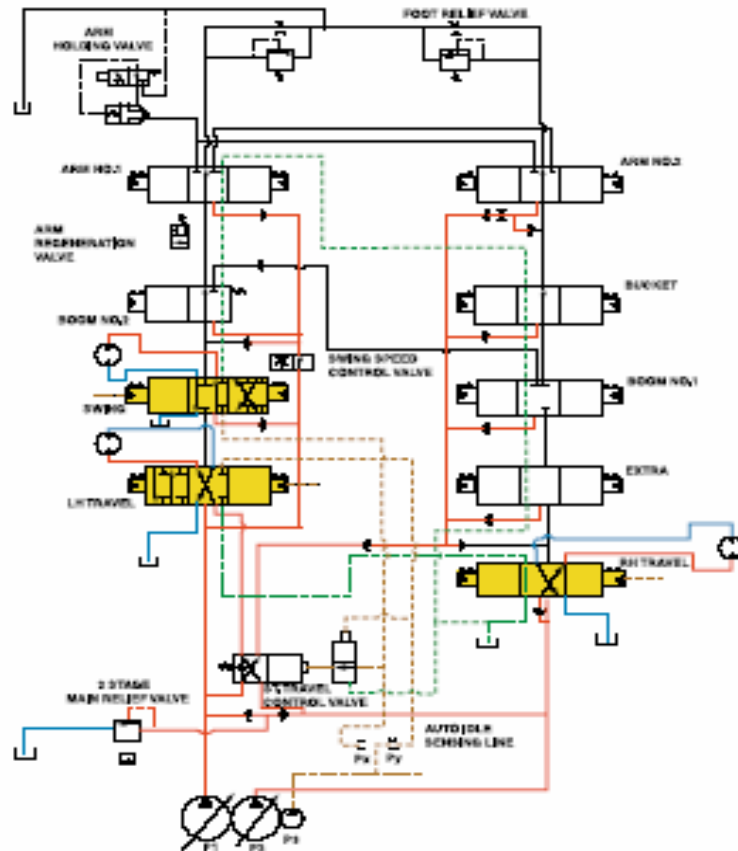 ARM
HOLDING VALVE
FOOT RELIEF VALVE
ARM NO.1
ARM NO.2
ARM
REGENERATION
VALVE
BOOM NO.2
BUCKET
SWING SPEED
CONTROL VALVE
BOOM NO.1
SWING
LH TRAVEL
EXTRA
RH TRAVEL
2 STAGE
MAIN RELIEF VALVE
ST. TRAVEL
CONTROL VALVE
AUTO IDLE
SENSING LINE
Px
Py
P1
P2
P3